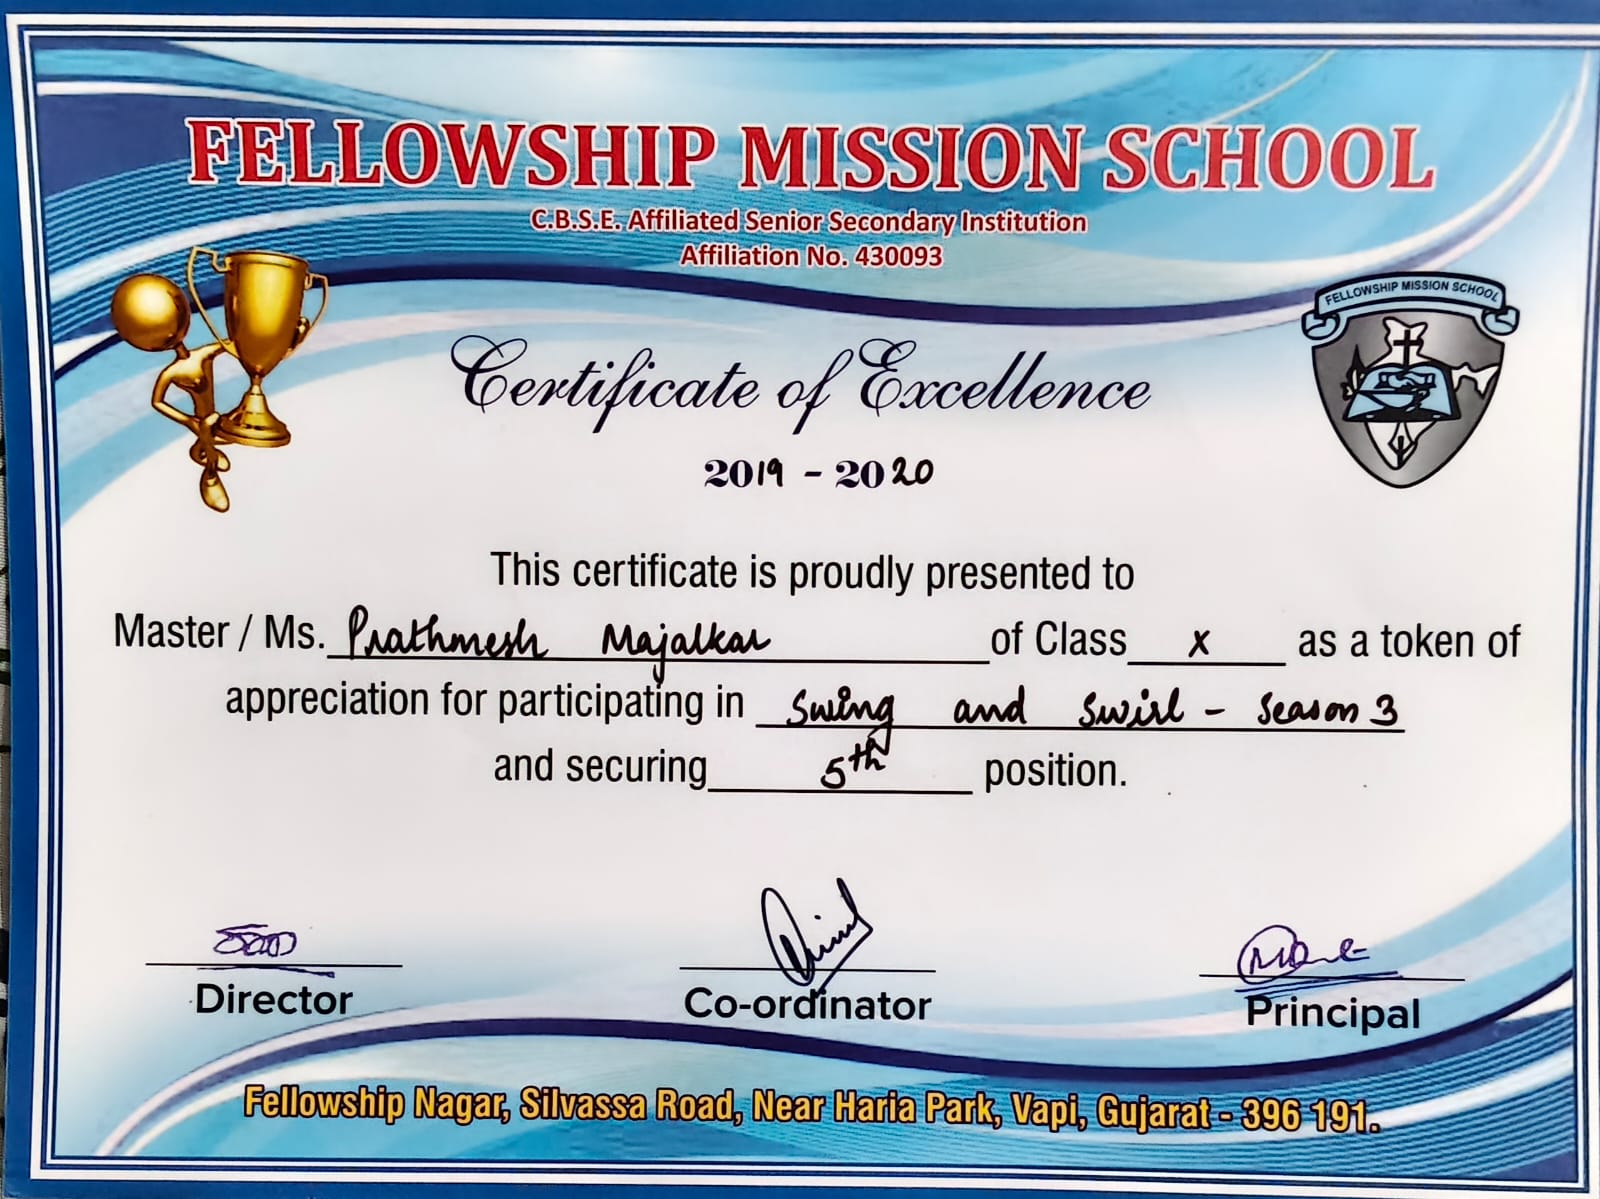 FELLOWSHIP MISSION SCHOOL
C.B.S.E. Affiliated Senior Secondary Institution
Affiliation No. 430093
FELLOWSHIP MISSION SCHOOL
Certificate of Excellence
2019 - 2020
This certificate is proudly presented to
Master / Ms. Prathmesh Majalkar of Class X as a token of
appreciation for participating in Swing and Swirl - Season 3
and securing 5th position.
Director Co-ordinator Principal
Fellowship Nagar, Silvassa Road, Near Haria Park, Vapi, Gujarat - 396 191.